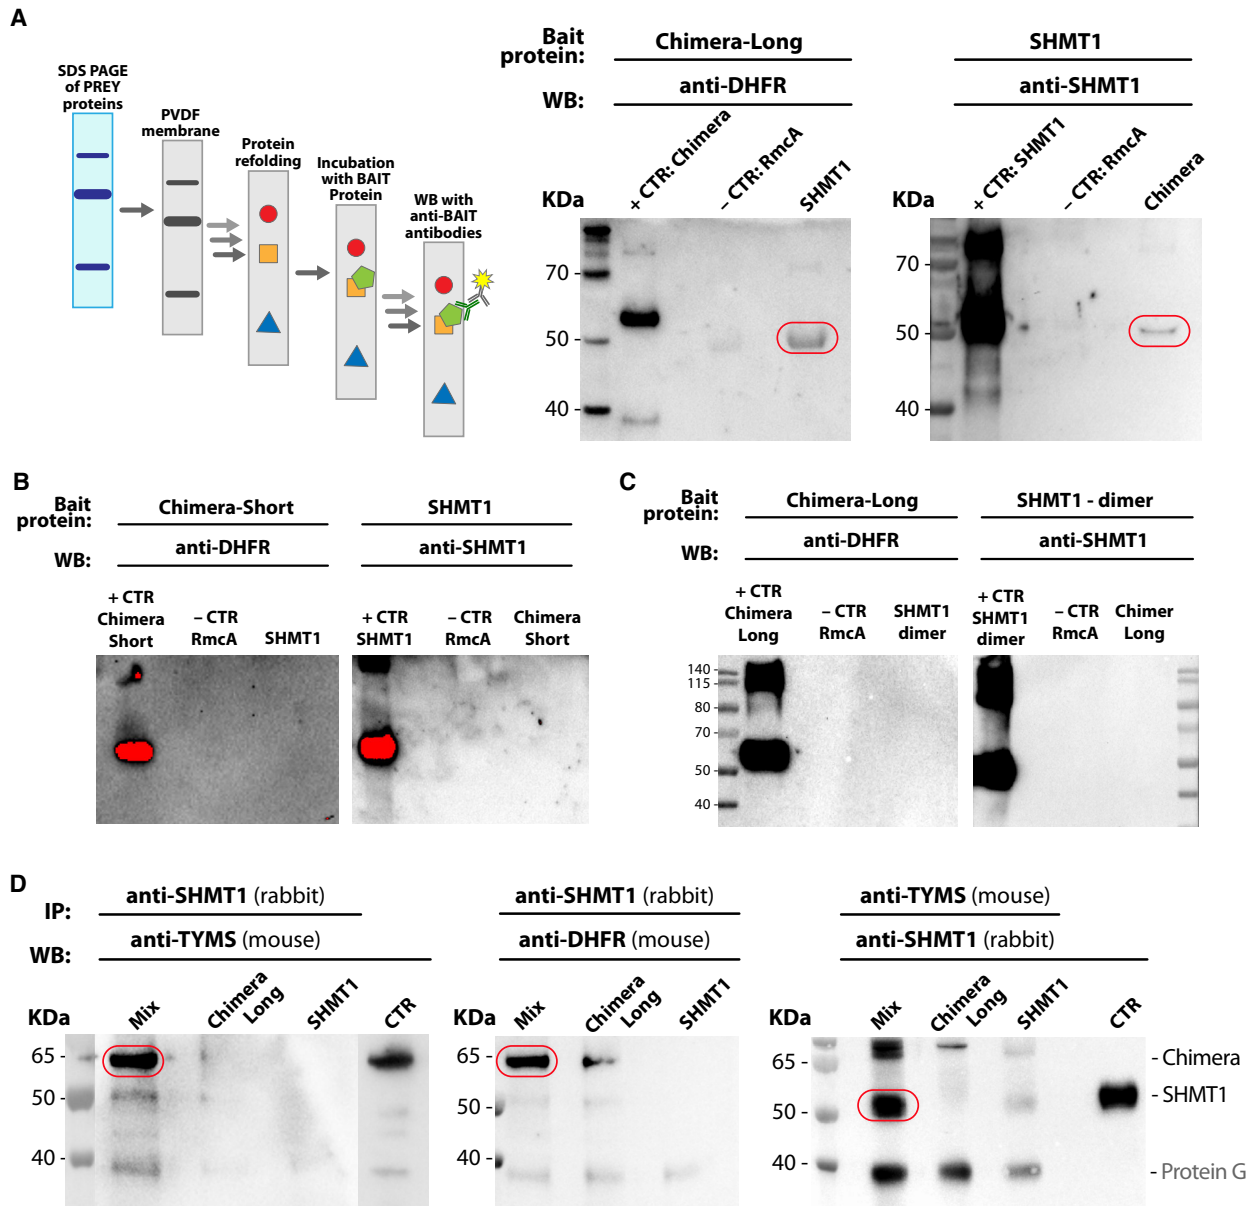 A
SDS PAGE
of PREY
proteins
PVDF
membrane
Protein
refolding
Incubation
with BAIT
Protein
WB with
anti-BAIT
antibodies
Bait
protein:
Chimera-Long
SHMT1
WB:
anti-DHFR
anti-SHMT1
+ CTR: Chimera
– CTR: RmcA
SHMT1
+ CTR: SHMT1
– CTR: RmcA
Chimera
KDa
70 -
50 -
40 -
KDa
70 -
50 -
40 -
B
Bait
protein:
Chimera-Short
SHMT1
WB:
anti-DHFR
anti-SHMT1
+ CTR
Chimera
Short
– CTR
RmcA
SHMT1
+ CTR
SHMT1
– CTR
RmcA
Chimera
Short
C
Bait
protein:
Chimera-Long
SHMT1 - dimer
WB:
anti-DHFR
anti-SHMT1
+ CTR
Chimera
Long
– CTR
RmcA
SHMT1
dimer
+ CTR
SHMT1
dimer
– CTR
RmcA
Chimer
Long
140 -
115 -
80 -
70 -
50 -
40 -
D
IP:
anti-SHMT1 (rabbit)
anti-SHMT1 (rabbit)
anti-TYMS (mouse)
WB:
anti-TYMS (mouse)
anti-DHFR (mouse)
anti-SHMT1 (rabbit)
KDa
Mix
Chimera
Long
SHMT1
CTR
65 -
50 -
40 -
KDa
Mix
Chimera
Long
SHMT1
65 -
50 -
40 -
KDa
Mix
Chimera
Long
SHMT1
CTR
65 -
50 -
40 -
- Chimera
- SHMT1
- Protein G